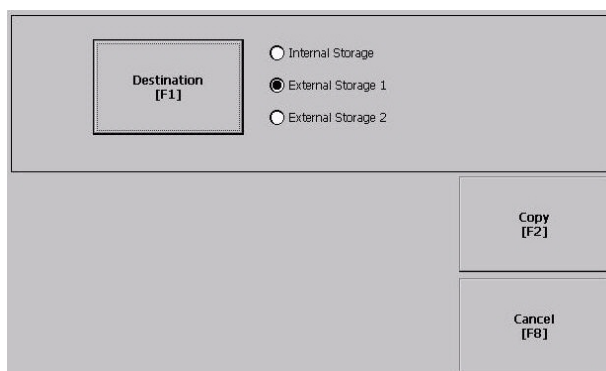 Destination
[F1]
Internal Storage
External Storage 1
External Storage 2
Copy
[F2]
Cancel
[F8]